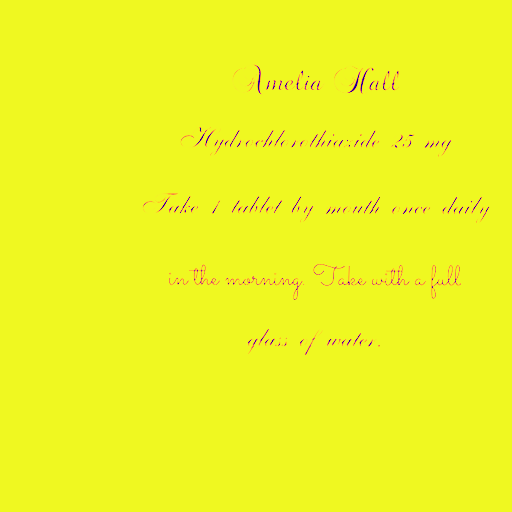 Amelia Hall
Hydrochlorothiazide 25 mg
Take 1 tablet by mouth once daily
in the morning. Take with a full
glass of water.